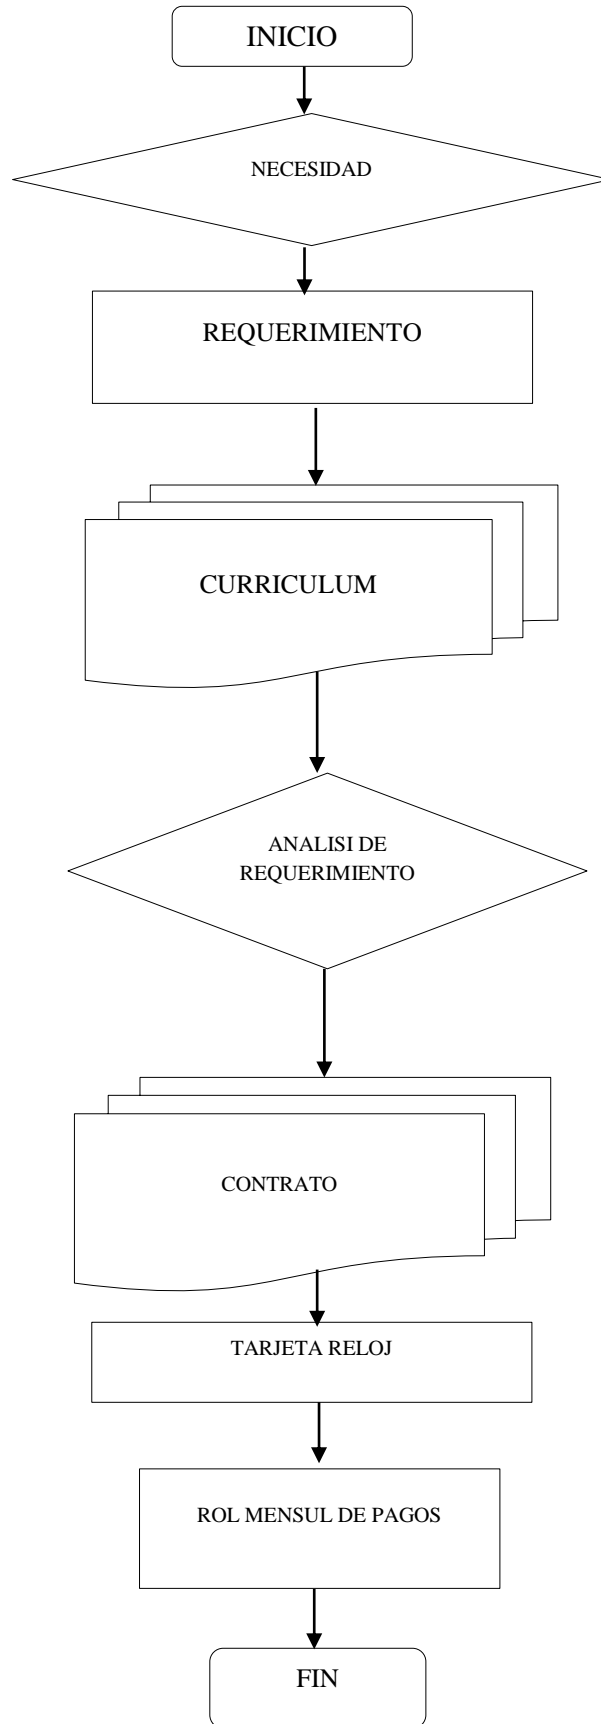 INICIO
NECESIDAD
REQUERIMIENTO
CURRICULUM
ANALISI DE
REQUERIMIENTO
CONTRATO
TARJETA RELOJ
ROL MENSUL DE PAGOS
FIN